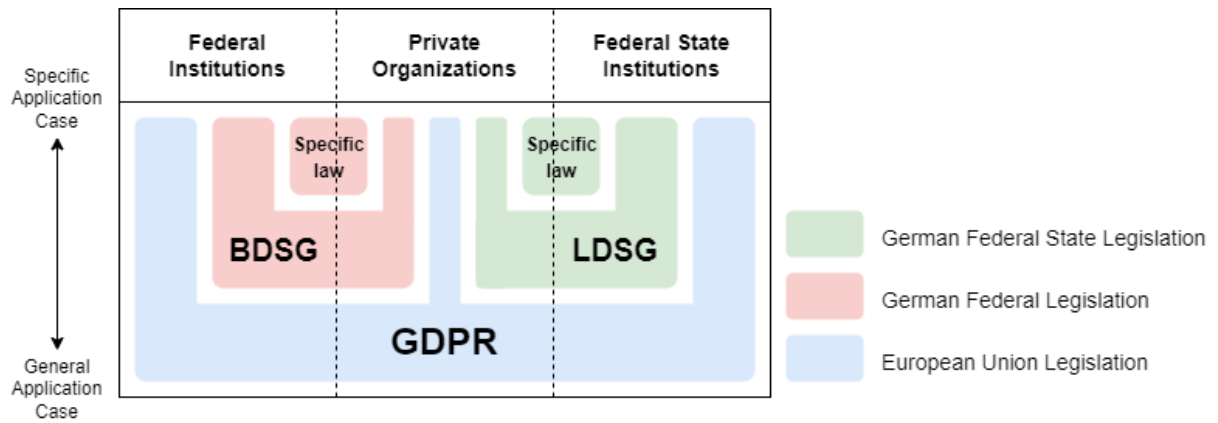 Federal
Institutions
Private
Organizations
Federal State
Institutions
Specific
Application
Case
Specific
law
Specific
law
BDSG
LDSG
GDPR
General
Application
Case
German Federal State Legislation
German Federal Legislation
European Union Legislation